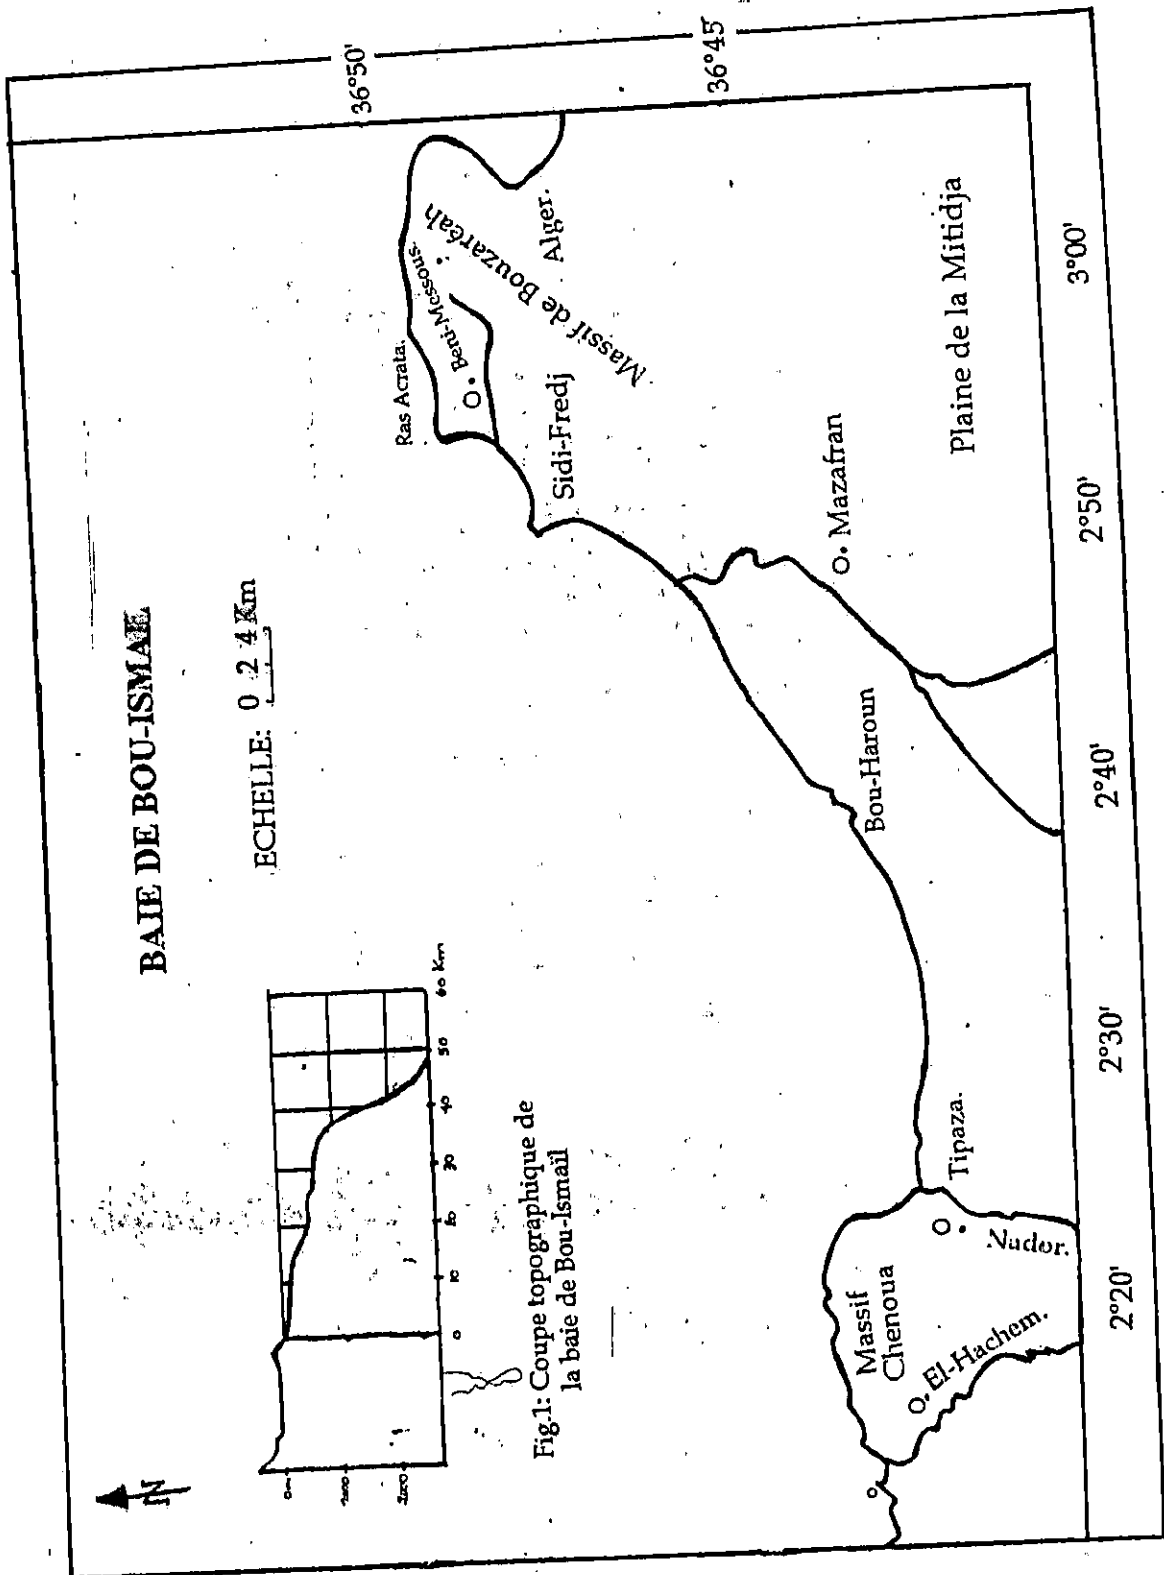 BAIE DE BOU-ISMAIL
ECHELLE: 0 2 4 Km
N
0
10
30
40
50
60 Km
Fig.1: Coupe topographique de
la baie de Bou-Ismaïl
36°50'
36°45'
Ras Acrata.
Beni-Messous.
O.
Massif de Bouzaréah
Alger.
Sidi-Fredj
O. Mazafran
Plaine de la Mitidja
Bou-Haroun
Tipaza.
O.
Nador.
Massif
Chenoua
O. El-Hachem.
2°20'
2°30'
2°40'
2°50'
3°00'